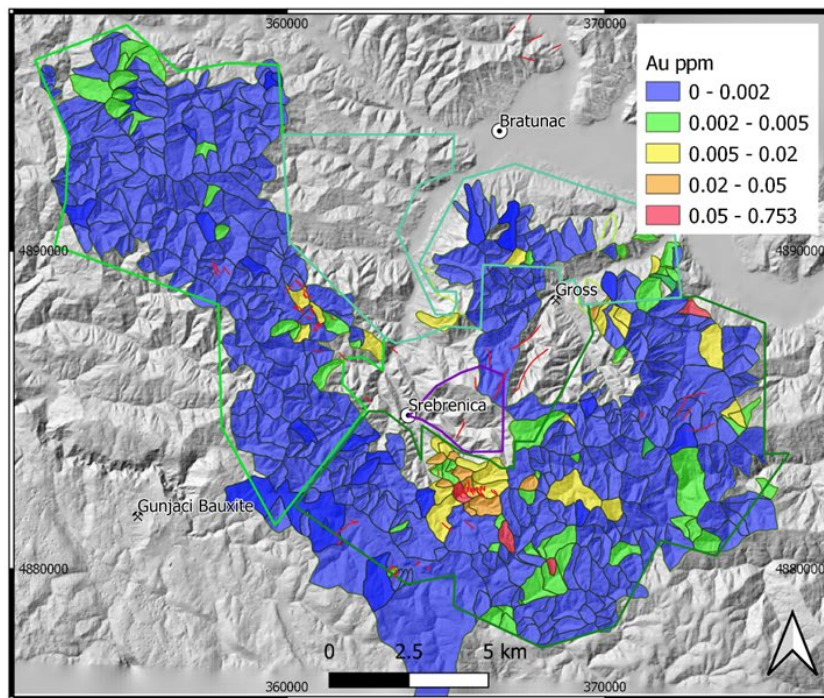 360000
370000
Au ppm
0 - 0.002
0.002 - 0.005
0.005 - 0.02
0.02 - 0.05
0.05 - 0.753
Bratunac
4890000
4890000
Gross
Srebrenica
Gunjaci Bauxite
4880000
4880000
0
2.5
5 km
360000
370000